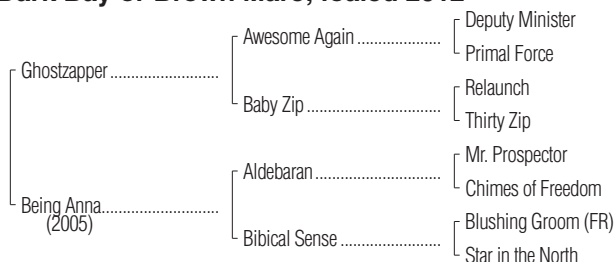 Dark Bay or Brown Mare; foaled 2012
Deputy Minister
Awesome Again
Primal Force
Ghostzapper
Relaunch
Baby Zip
Thirty Zip
Mr. Prospector
Aldebaran
Chimes of Freedom
Being Anna
(2005)
Blushing Groom (FR)
Bibical Sense
Star in the North